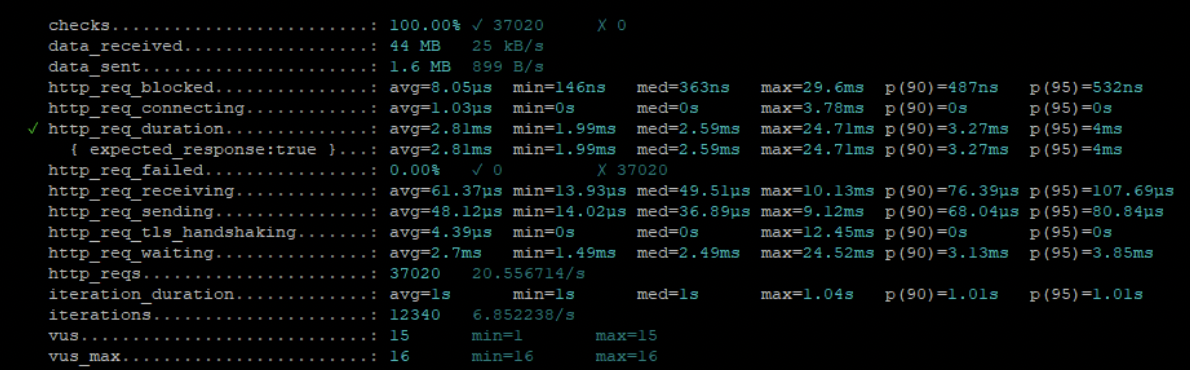 checks.........................: 100.00% ✓ 37020 ✗ 0
data_received..................: 44 MB 25 kB/s
data_sent......................: 1.6 MB 899 B/s
http_req_blocked...............: avg=8.05µs min=146ns med=363ns max=29.6ms p(90)=487ns p(95)=532ns
http_req_connecting............: avg=1.03µs min=0s med=0s max=3.78ms p(90)=0s p(95)=0s
✓ http_req_duration..............: avg=2.81ms min=1.99ms med=2.59ms max=24.71ms p(90)=3.27ms p(95)=4ms
{ expected_response:true }...: avg=2.81ms min=1.99ms med=2.59ms max=24.71ms p(90)=3.27ms p(95)=4ms
http_req_failed................: 0.00% ✓ 0 ✗ 37020
http_req_receiving.............: avg=61.37µs min=13.93µs med=49.51µs max=10.13ms p(90)=76.39µs p(95)=107.69µs
http_req_sending...............: avg=48.12µs min=14.02µs med=36.89µs max=9.12ms p(90)=68.04µs p(95)=80.84µs
http_req_tls_handshaking.......: avg=4.39µs min=0s med=0s max=12.45ms p(90)=0s p(95)=0s
http_req_waiting...............: avg=2.7ms min=1.49ms med=2.49ms max=24.52ms p(90)=3.13ms p(95)=3.85ms
http_reqs......................: 37020 20.556714/s
iteration_duration.............: avg=1s min=1s med=1s max=1.04s p(90)=1.01s p(95)=1.01s
iterations.....................: 12340 6.852238/s
vus............................: 15 min=1 max=15
vus_max........................: 16 min=16 max=16